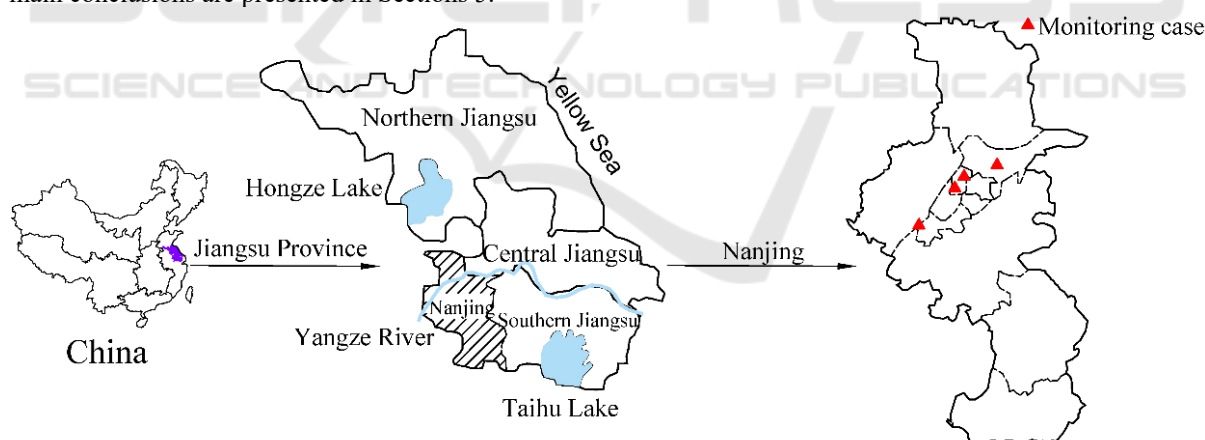 main conclusions are presented in Sections 5.
SCIENCE AND TECHNOLOGY PUBLICATIONS
Monitoring case
Yellow Sea
Northern Jiangsu
Hongze Lake
Jiangsu Province
Central Jiangsu
Nanjing
Nanjing
Southern Jiangsu
Yangze River
China
Taihu Lake